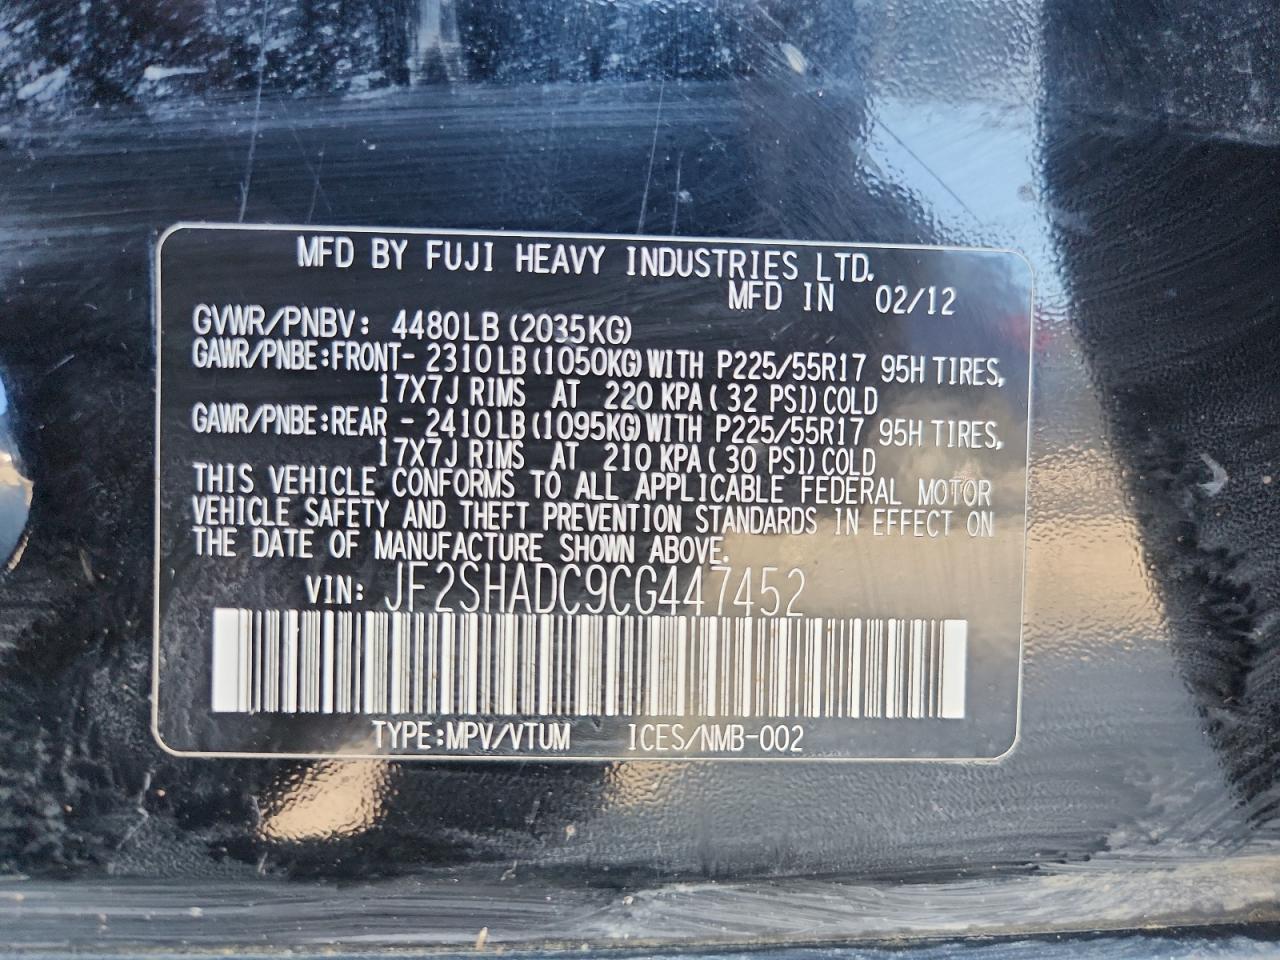 MFD BY FUJI HEAVY INDUSTRIES LTD.
MFD IN 02/12
GVWR/PNBV: 4480LB (2035KG)
GAWR/PNBE:FRONT- 2310LB(1050KG)WITH P225/55R17 95H TIRES,
17X7J RIMS AT 220 KPA( 32 PSI)COLD
GAWR/PNBE:REAR - 2410LB(1095KG)WITH P225/55R17 95H TIRES,
17X7J RIMS AT 210 KPA( 30 PSI)COLD
THIS VEHICLE CONFORMS TO ALL APPLICABLE FEDERAL MOTOR
VEHICLE SAFETY AND THEFT PREVENTION STANDARDS IN EFFECT ON
THE DATE OF MANUFACTURE SHOWN ABOVE.
VIN: JF2SHADC9CG447452
TYPE:MPV/VTUM ICES/NMB-002